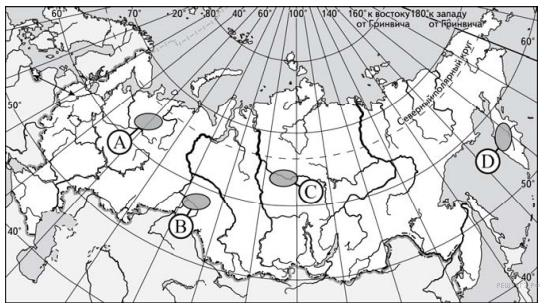 60° 70° -20° 40° 60° 80° 100° 120° 140° 160°к востоку 180°к западу
от Гринвича от Гринвича
60°
Северный полярный круг
50°
A
D
C
50°
B
40°
40°